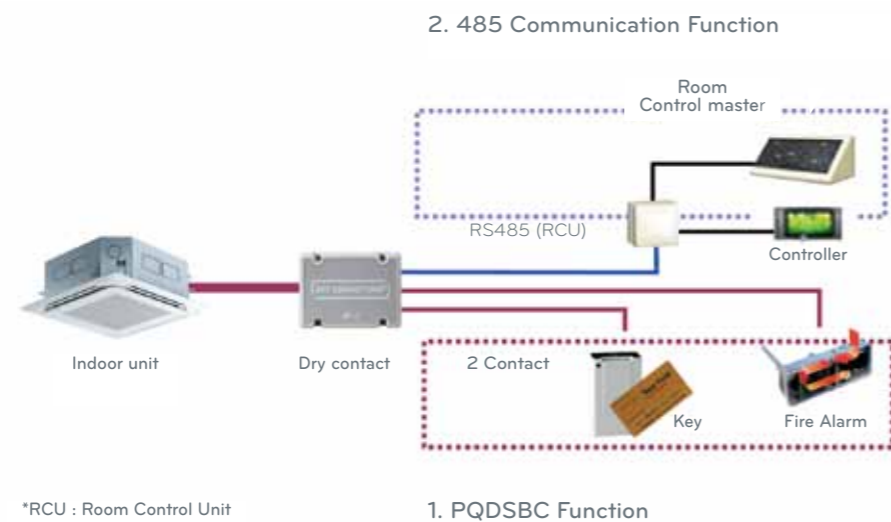 2. 485 Communication Function
Room
Control master
RS485 (RCU)
Controller
Indoor unit
Dry contact
2 Contact
Key
Fire Alarm
*RCU : Room Control Unit
1. PQDSBC Function